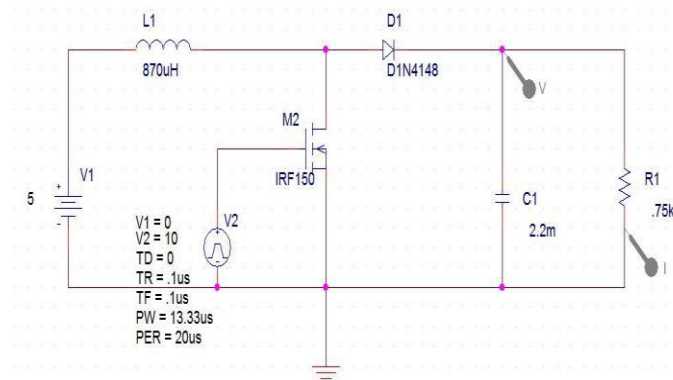 L1
870uH
D1
D1N4148
V
M2
IRF150
+
V1
5
-
V2
+
-
V1 = 0
V2 = 10
TD = 0
TR = .1us
TF = .1us
PW = 13.33us
PER = 20us
C1
2.2m
R1
.75k
I